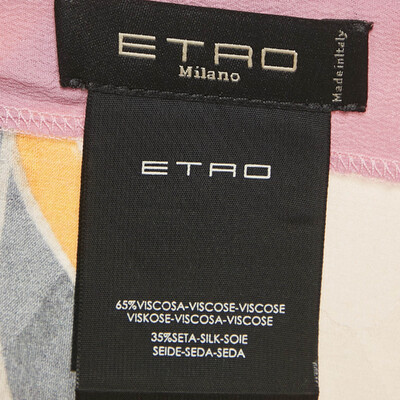 ETRO
Milano
Made in Italy
ETRO
65%VISCOSA-VISCOSE-VISCOSE
VISKOSE-VISCOSA-VISCOSE
35%SETA-SILK-SOIE
SEIDE-SEDA-SEDA